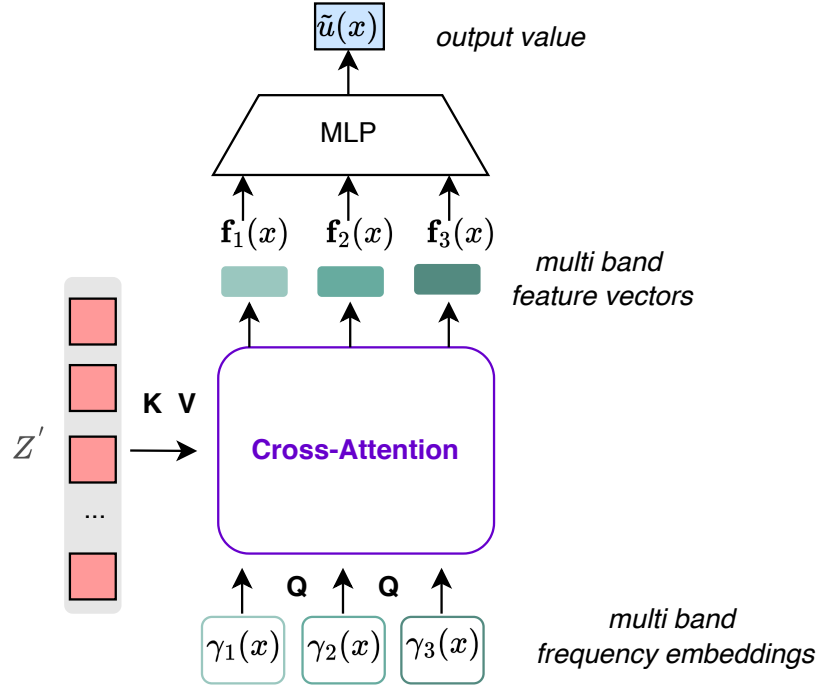 ũ(x)
output value
MLP
f₁(x) f₂(x) f₃(x)
multi band
feature vectors
K V
Z′
Cross-Attention
...
Q Q
γ₁(x) γ₂(x) γ₃(x)
multi band
frequency embeddings